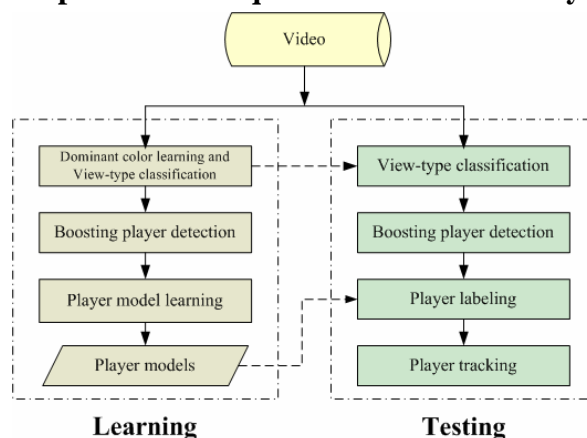 Video
Dominant color learning and
View-type classification
Boosting player detection
Player model learning
Player models
Learning
View-type classification
Boosting player detection
Player labeling
Player tracking
Testing